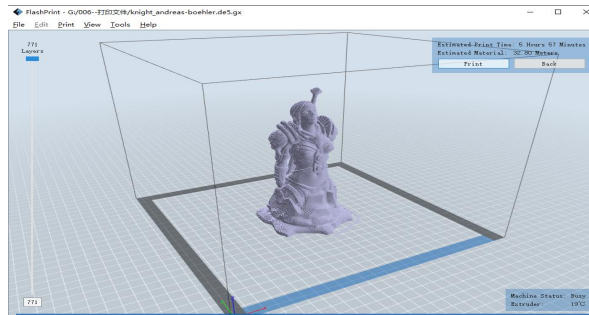 FlashPrint - G:/006--打印文件/knight_andreas-boehler.de5.gx
File Edit Print View Tools Help
771
Layers
Estimated Print Time: 5 Hours 57 Minutes
Estimated Material: 32.80 Meters
Print Back
771
Machine Status: Busy
Extruder: 19℃